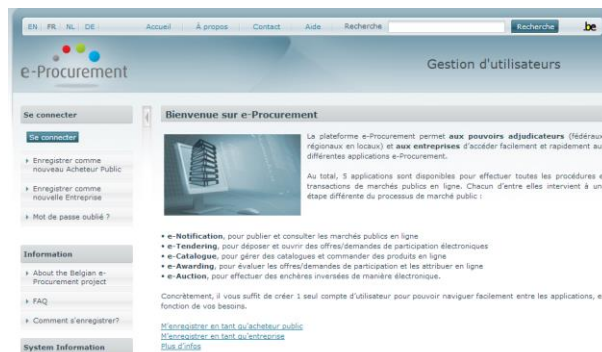 EN FR NL DE Accueil À propos Contact Aide Recherche Recherche .be
e-Procurement
Gestion d'utilisateurs
Se connecter
Se connecter
Enregistrer comme
nouveau Acheteur Public
Enregistrer comme
nouvelle Entreprise
Mot de passe oublié ?
Information
About the Belgian e-
Procurement project
FAQ
Comment s'enregistrer?
System Information
Bienvenue sur e-Procurement
La plateforme e-Procurement permet aux pouvoirs adjudicateurs (fédéraux
régionaux en locaux) et aux entreprises d'accéder facilement et rapidement au
différentes applications e-Procurement.
Au total, 5 applications sont disponibles pour effectuer toutes les procédures e
transactions de marchés publics en ligne. Chacun d'entre elles intervient à un
étape différente du processus de marché public :
• e-Notification, pour publier et consulter les marchés publics en ligne
• e-Tendering, pour déposer et ouvrir des offres/demandes de participation électroniques
• e-Catalogue, pour gérer des catalogues et commander des produits en ligne
• e-Awarding, pour évaluer les offres/demandes de participation et les attribuer en ligne
• e-Auction, pour effectuer des enchères inversées de manière électronique.
Concrètement, il vous suffit de créer 1 seul compte d'utilisateur pour pouvoir naviguer facilement entre les applications, e
fonction de vos besoins.
M'enregistrer en tant qu'acheteur public
M'enregistrer en tant qu'entreprise
Plus d'infos